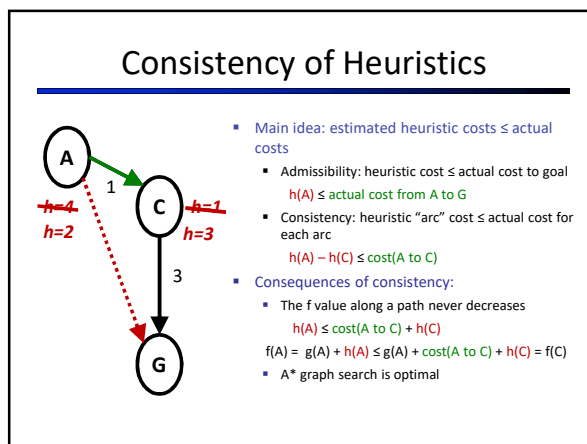 Consistency of Heuristics
A
1
h=4
h=2
C
h=1
h=3
3
G
▪ Main idea: estimated heuristic costs ≤ actual
costs
▪ Admissibility: heuristic cost ≤ actual cost to goal
h(A) ≤ actual cost from A to G
▪ Consistency: heuristic “arc” cost ≤ actual cost for
each arc
h(A) – h(C) ≤ cost(A to C)
▪ Consequences of consistency:
▪ The f value along a path never decreases
h(A) ≤ cost(A to C) + h(C)
f(A) = g(A) + h(A) ≤ g(A) + cost(A to C) + h(C) = f(C)
▪ A* graph search is optimal